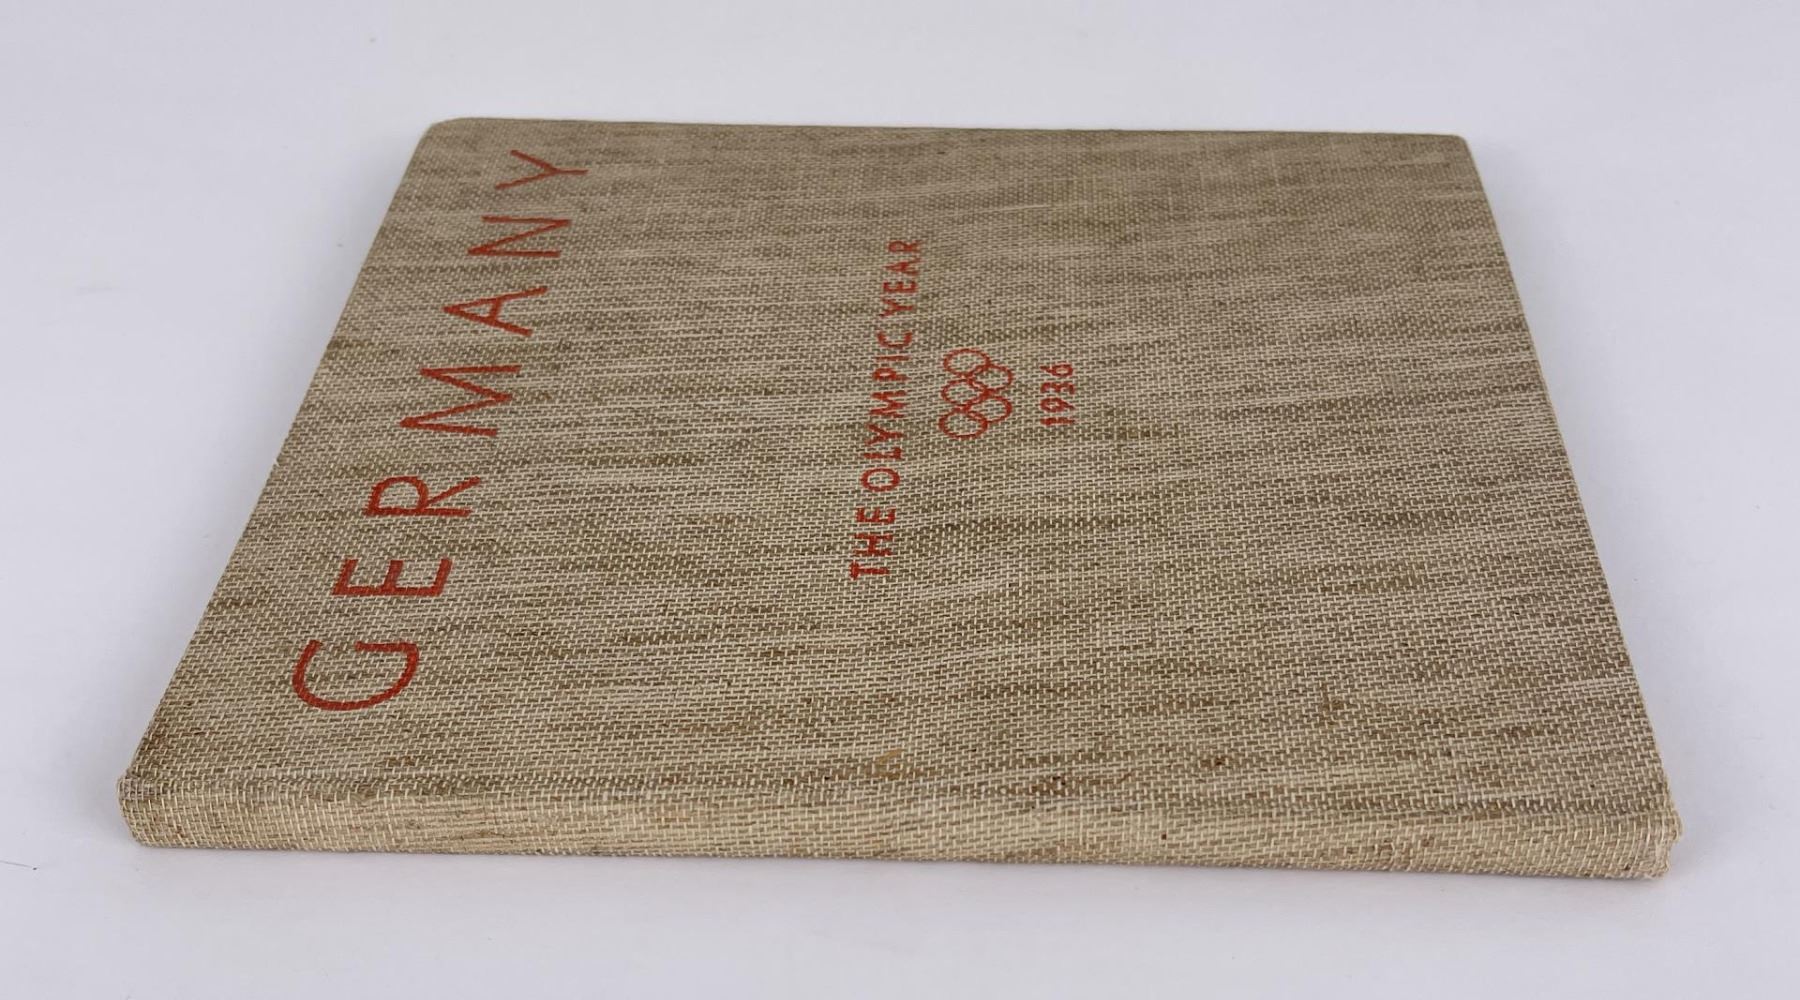 GERMANY
THE OLYMPIC YEAR
1936